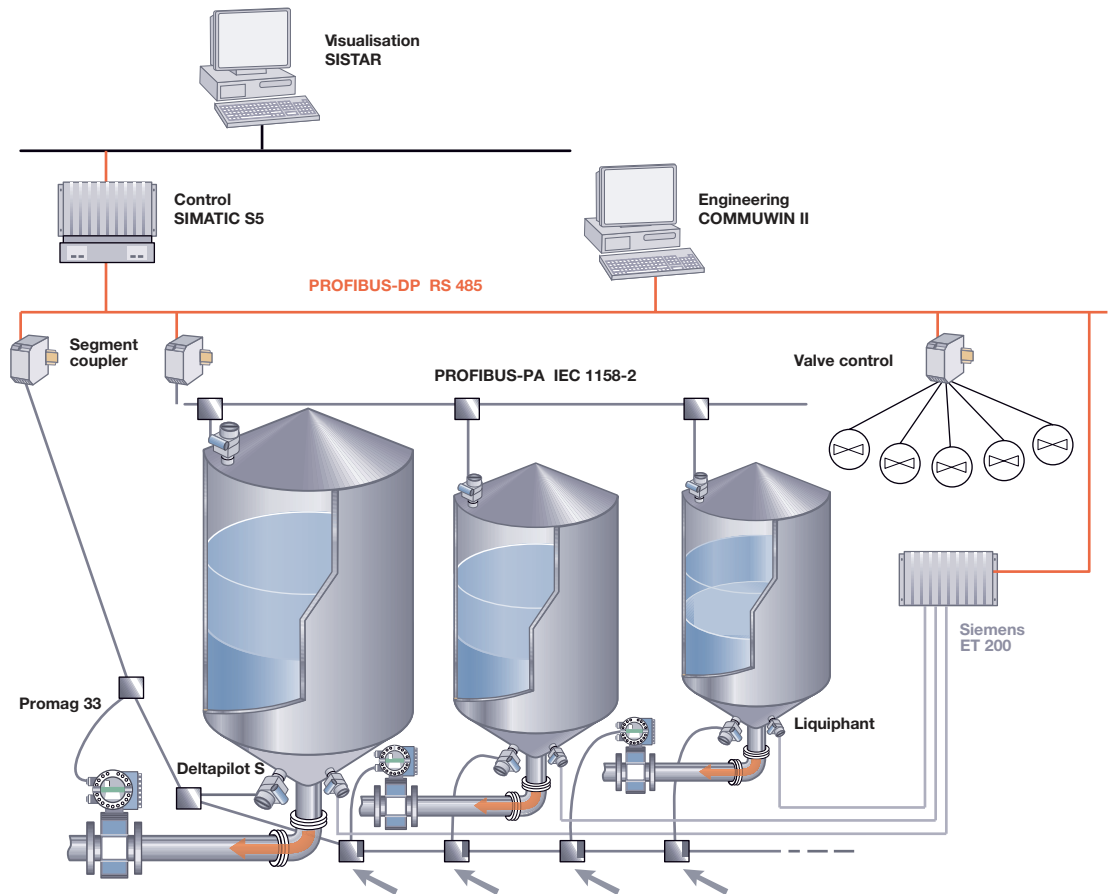 Visualisation
SISTAR
Control
SIMATIC S5
Engineering
COMMUWIN II
PROFIBUS-DP RS 485
Segment
coupler
Valve control
PROFIBUS-PA IEC 1158-2
Siemens
ET 200
Promag 33
Liquiphant
Deltapilot S